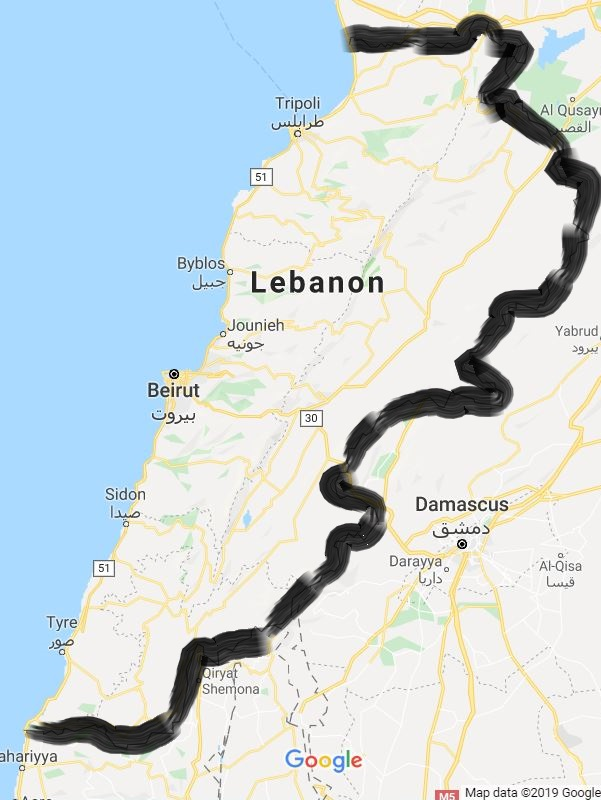 Al Qusayr
القصير
Tripoli
طرابلس
51
Byblos
جبيل
Lebanon
Jounieh
جونيه
Yabrud
يبرود
Beirut
بيروت
30
Sidon
صيدا
Damascus
دمشق
Darayya
داريا
Al-Qisa
قيسا
51
Tyre
صور
Qiryat
Shemona
ahariyya
Google
M5
Map data ©2019 Google